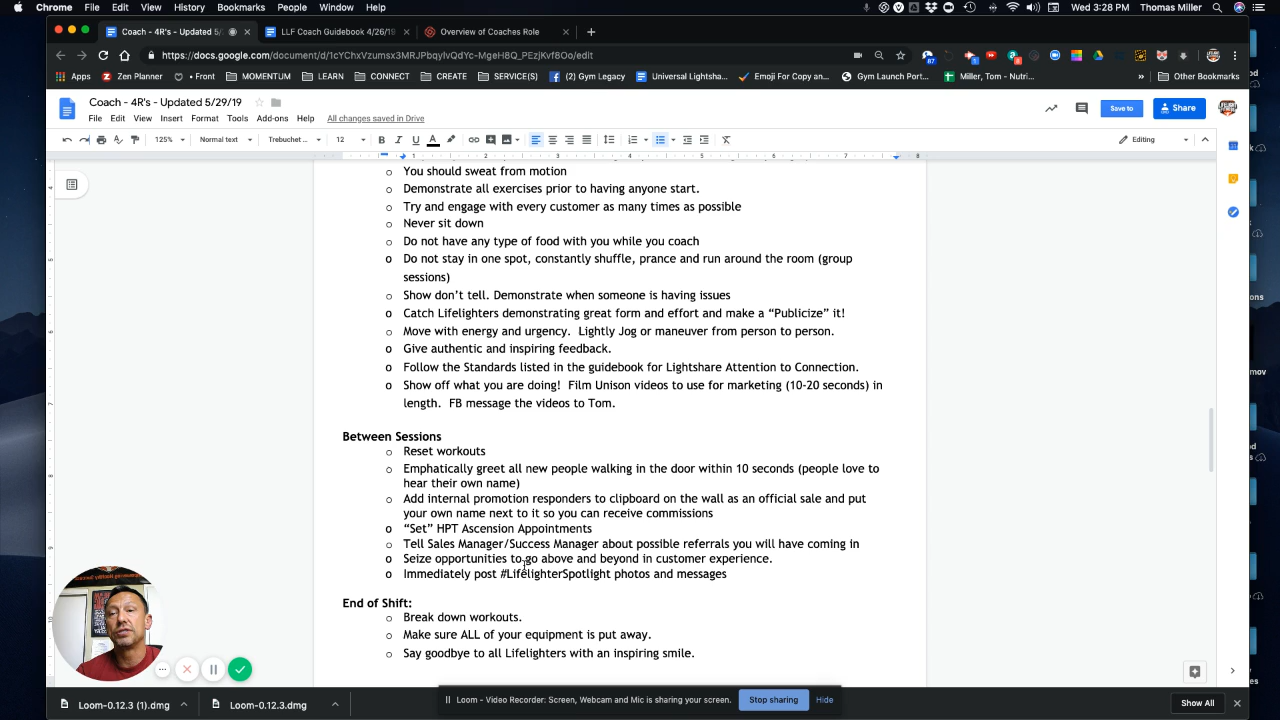 Chrome File Edit View History Bookmarks People Window Help
Wed 3:28 PM Thomas Miller
Coach - 4R's - Updated 5/
LLF Coach Guidebook 4/26/19
Overview of Coaches Role
https://docs.google.com/document/d/1cYChxVzumsx3MRJPbqyIvQdYc-MgeH8Q_PEzjKvf8Oo/edit
Apps Zen Planner Front MOMENTUM LEARN CONNECT CREATE SERVICE(S) (2) Gym Legacy Universal Lightsha... Emoji For Copy an... Gym Launch Port... Miller, Tom - Nutri... » Other Bookmarks
Coach - 4R's - Updated 5/29/19
File Edit View Insert Format Tools Add-ons Help All changes saved in Drive
Save to
Share
125% Normal text Trebuchet ... 12 B I U A Editing
1 2 3 4 5 6 7 8
You should sweat from motion
Demonstrate all exercises prior to having anyone start.
Try and engage with every customer as many times as possible
Never sit down
Do not have any type of food with you while you coach
Do not stay in one spot, constantly shuffle, prance and run around the room (group
sessions)
Show don't tell. Demonstrate when someone is having issues
Catch Lifelighters demonstrating great form and effort and make a "Publicize" it!
Move with energy and urgency. Lightly Jog or maneuver from person to person.
Give authentic and inspiring feedback.
Follow the Standards listed in the guidebook for Lightshare Attention to Connection.
Show off what you are doing! Film Unison videos to use for marketing (10-20 seconds) in
length. FB message the videos to Tom.
Between Sessions
Reset workouts
Emphatically greet all new people walking in the door within 10 seconds (people love to
hear their own name)
Add internal promotion responders to clipboard on the wall as an official sale and put
your own name next to it so you can receive commissions
"Set" HPT Ascension Appointments
Tell Sales Manager/Success Manager about possible referrals you will have coming in
Seize opportunities to go above and beyond in customer experience.
Immediately post #LifelighterSpotlight photos and messages
End of Shift:
Break down workouts.
Make sure ALL of your equipment is put away.
Say goodbye to all Lifelighters with an inspiring smile.
Loom-0.12.3 (1).dmg
Loom-0.12.3.dmg
Loom - Video Recorder: Screen, Webcam and Mic is sharing your screen.
Stop sharing
Hide
Show All